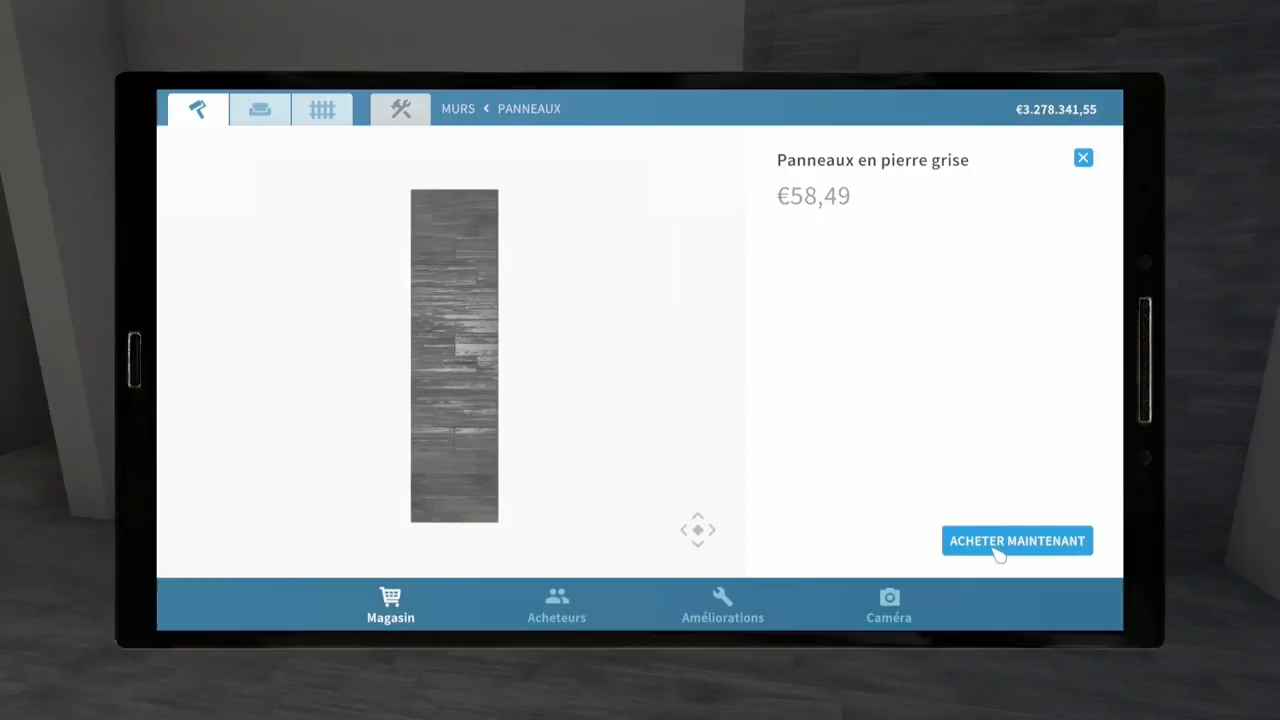 MURS < PANNEAUX
€3.278.341,55
Panneaux en pierre grise
€58,49
ACHETER MAINTENANT
Magasin
Acheteurs
Améliorations
Caméra